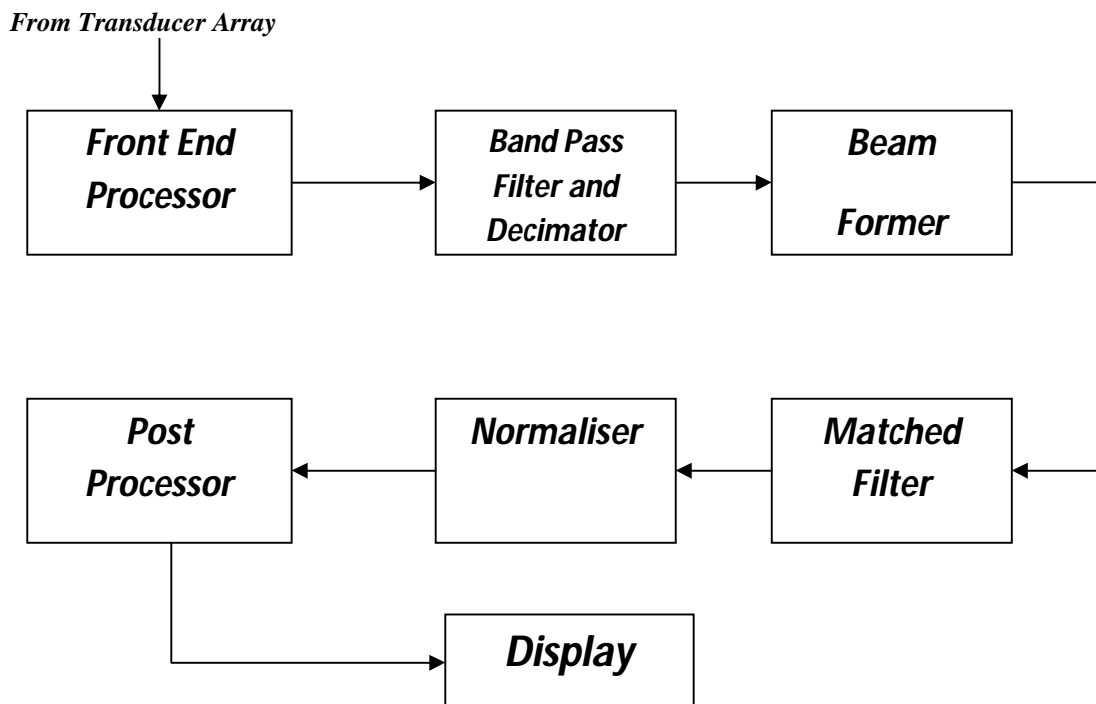 From Transducer Array
Front End
Processor
Band Pass
Filter and
Decimator
Beam
Former
Matched
Filter
Normaliser
Post
Processor
Display